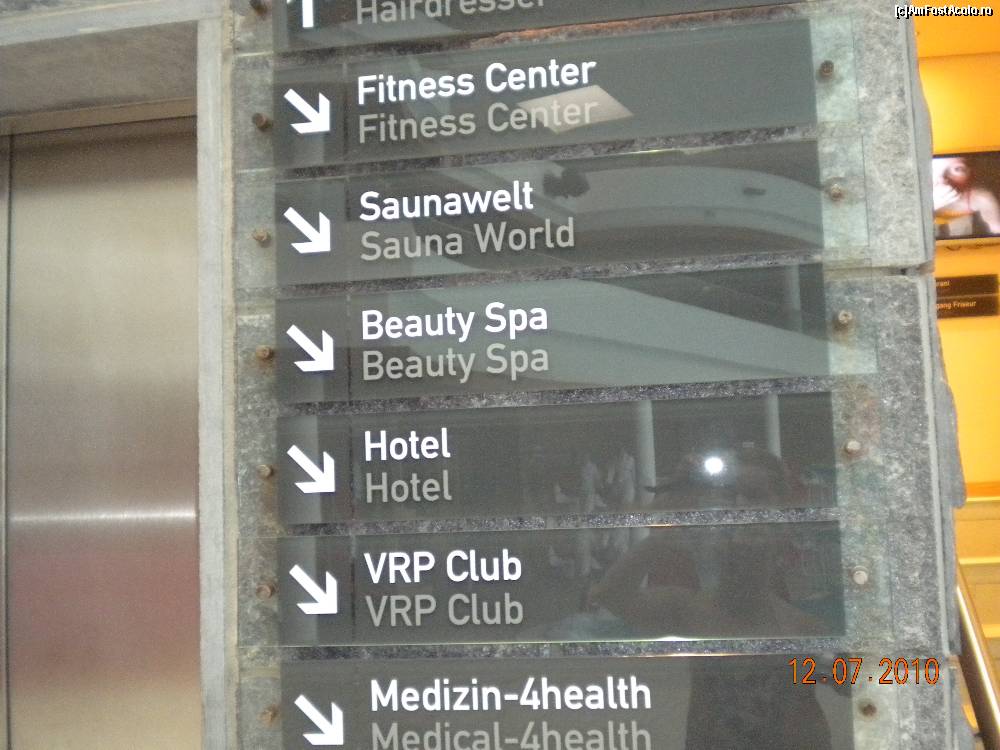 [c]AmFostAcolo.ro
Hairdresser
Fitness Center
Fitness Center
Saunawelt
Sauna World
Beauty Spa
Beauty Spa
Hotel
Hotel
VRP Club
VRP Club
Medizin-4health
Medical-4health
Friseur
12.07.2010